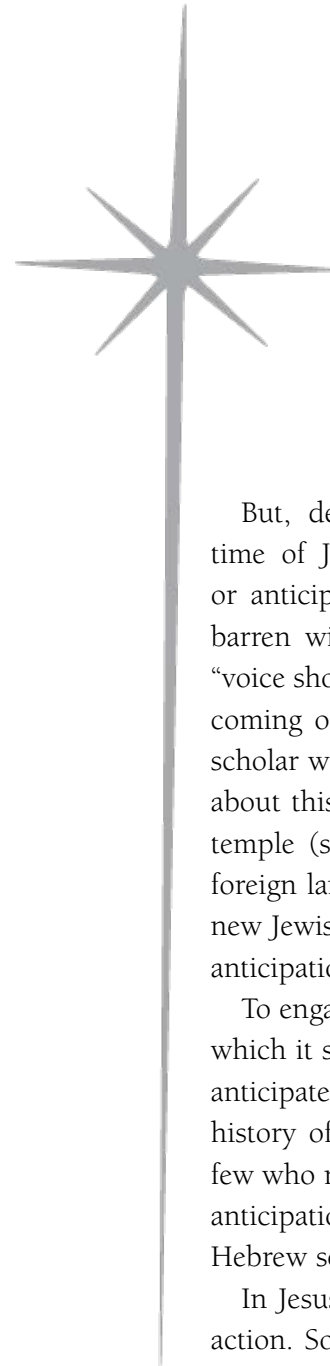 But, de
time of J
or anticip
barren wi
“voice sho
coming o
scholar w
about this
temple (s
foreign la
new Jewis
anticipatio
To enga
which it s
anticipate
history of
few who r
anticipatio
Hebrew s
In Jesu
action. So